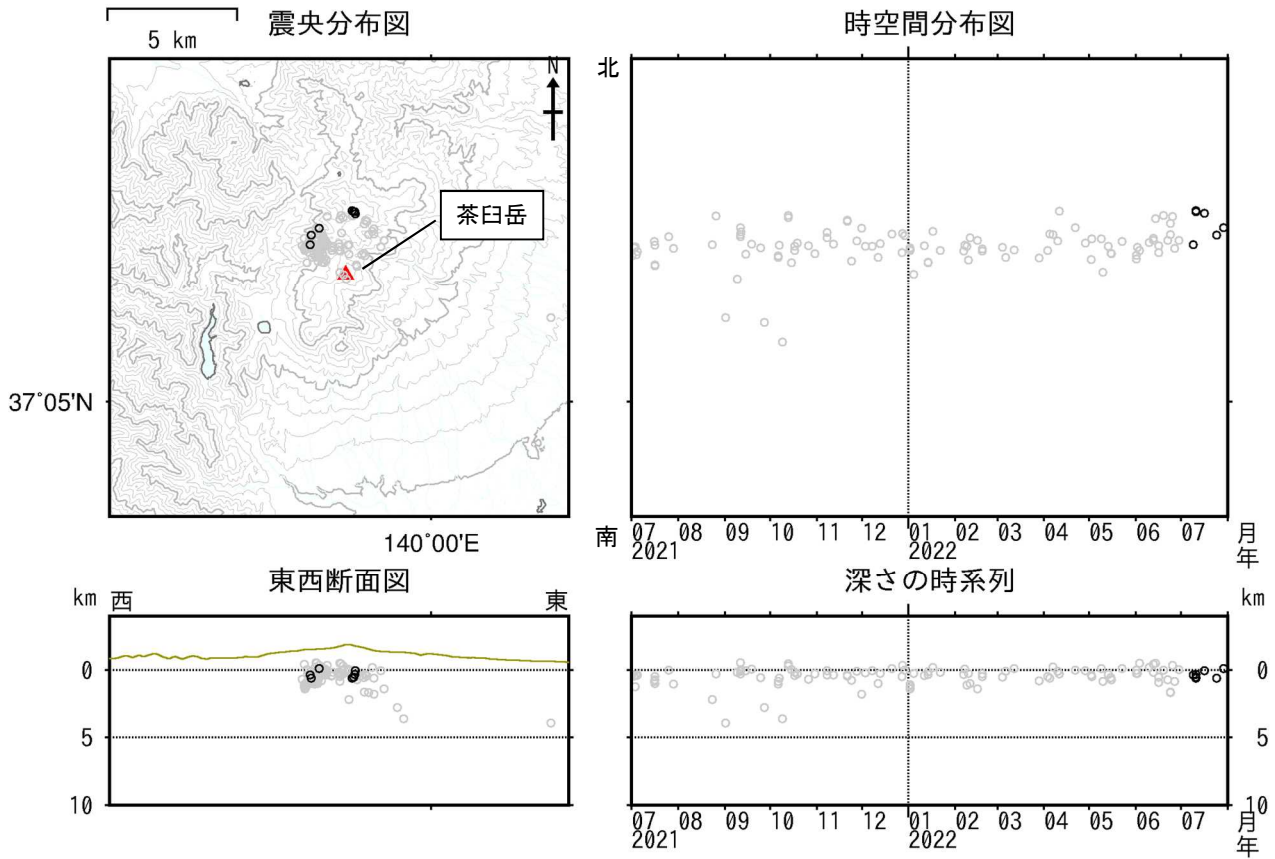 5 km
震央分布図
N
茶臼岳
37°05'N
140°00'E
時空間分布図
北
南
07 08 09 10 11 12 01 02 03 04 05 06 07 月
2021 2022 年
東西断面図
km 西 東
0
5
10
深さの時系列
km
0
5
10
07 08 09 10 11 12 01 02 03 04 05 06 07 月
2021 2022 年